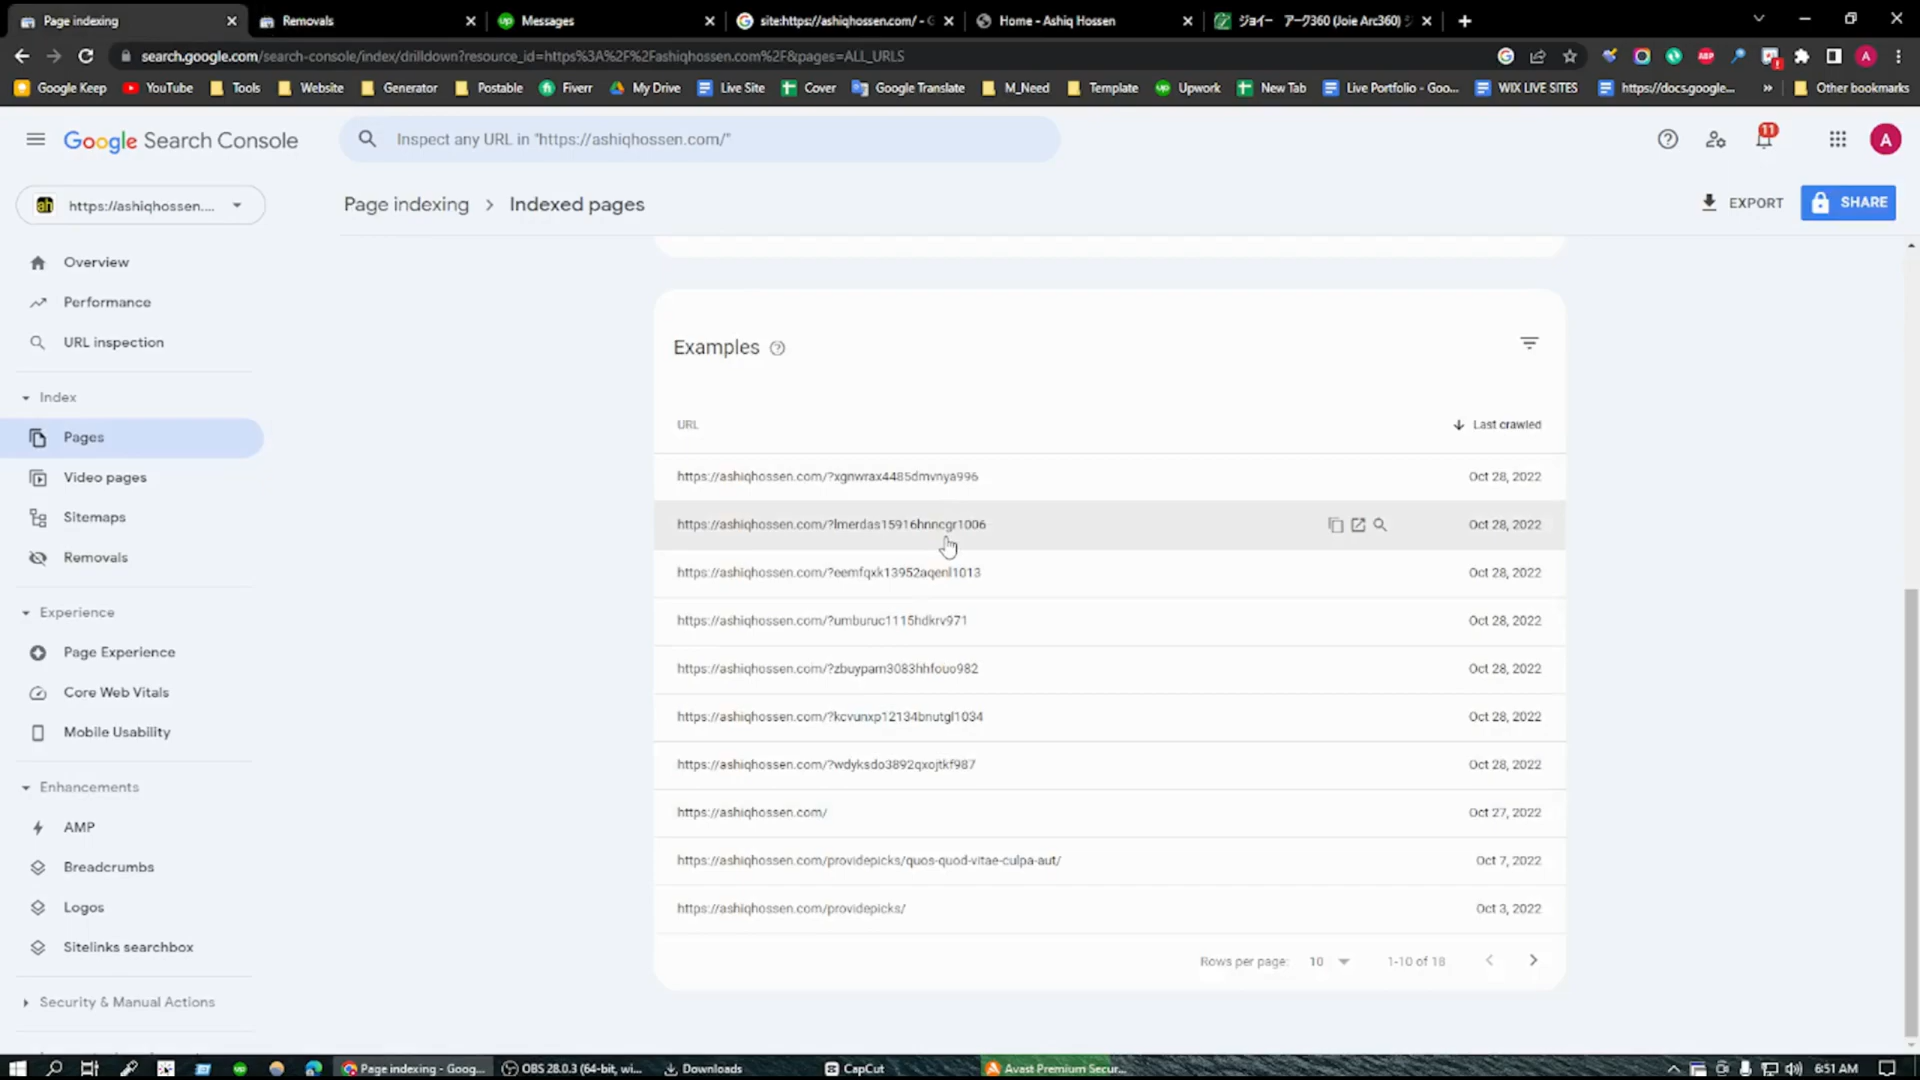 Page indexing
Removals
Messages
site:https://ashiqhossen.com/ - G
Home - Ashiq Hossen
ジョイー アーク360 (Joie Arc360)
search.google.com/search-console/index/drilldown?resource_id=https%3A%2F%2Fashiqhossen.com%2F&pages=ALL_URLS
Google Keep
YouTube
Tools
Website
Generator
Postable
Fiverr
My Drive
Live Site
Cover
Google Translate
M_Need
Template
Upwork
New Tab
Live Portfolio - Goo...
WIX LIVE SITES
https://docs.google...
»
Other bookmarks
Google Search Console
Inspect any URL in "https://ashiqhossen.com/"
11
A
https://ashiqhossen....
Page indexing > Indexed pages
EXPORT
SHARE
Overview
Performance
URL inspection
Index
Pages
Video pages
Sitemaps
Removals
Experience
Page Experience
Core Web Vitals
Mobile Usability
Enhancements
AMP
Breadcrumbs
Logos
Sitelinks searchbox
Security & Manual Actions
Examples
URL
Last crawled
https://ashiqhossen.com/?xgnwrax4485dmvnya996 Oct 28, 2022
https://ashiqhossen.com/?lmerdas15916hnncgr1006 Oct 28, 2022
https://ashiqhossen.com/?eemfqxk13952aqenl1013 Oct 28, 2022
https://ashiqhossen.com/?umburuc1115hdkrv971 Oct 28, 2022
https://ashiqhossen.com/?zbuypam3083hhfouo982 Oct 28, 2022
https://ashiqhossen.com/?kcvunxp12134bnutgl1034 Oct 28, 2022
https://ashiqhossen.com/?wdyksdo3892qxojtkf987 Oct 28, 2022
https://ashiqhossen.com/ Oct 27, 2022
https://ashiqhossen.com/providepicks/quos-quod-vitae-culpa-aut/ Oct 7, 2022
https://ashiqhossen.com/providepicks/ Oct 3, 2022
Rows per page: 10 1-10 of 18
Page indexing - Goog...
OBS 28.0.3 (64-bit, wi...
Downloads
CapCut
Avast Premium Secur...
6:51 AM